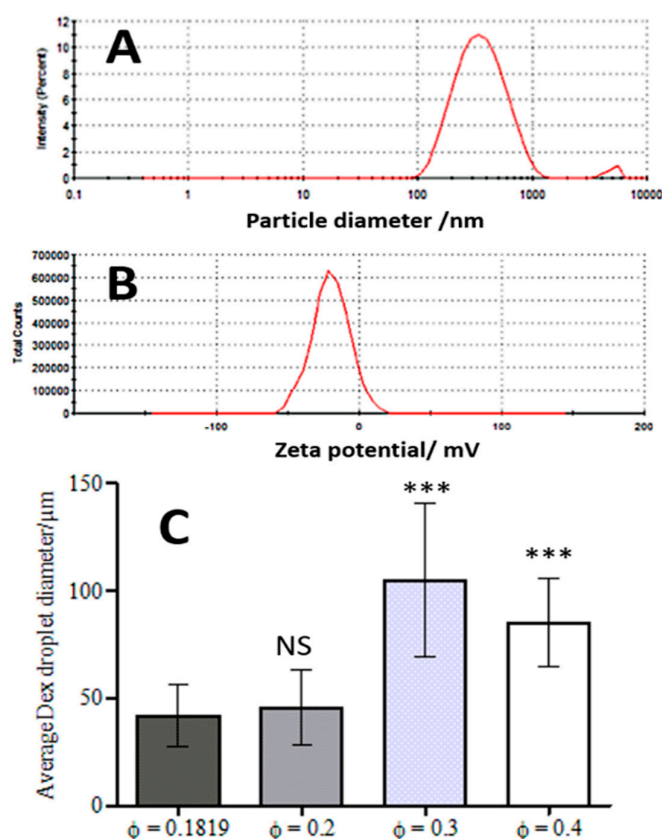 A
Intensity (Percent)
12
10
8
6
4
2
0
0.1 1 10 100 1000 10000
Particle diameter /nm
B
Total Counts
700000
600000
500000
400000
300000
200000
100000
0
-100 0 100 200
Zeta potential/ mV
C
AverageDex droplet diameter/μm
150
100
50
0
NS
***
***
ϕ = 0.1819 ϕ = 0.2 ϕ = 0.3 ϕ = 0.4